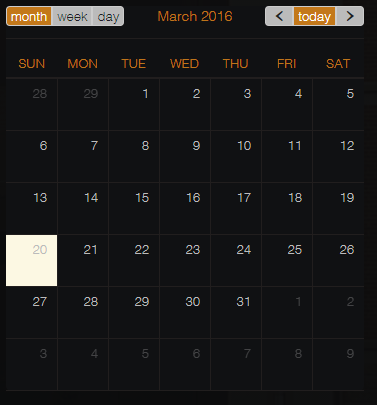 month week day March 2016 < today >
SUN MON TUE WED THU FRI SAT
28 29 1 2 3 4 5
6 7 8 9 10 11 12
13 14 15 16 17 18 19
20 21 22 23 24 25 26
27 28 29 30 31 1 2
3 4 5 6 7 8 9